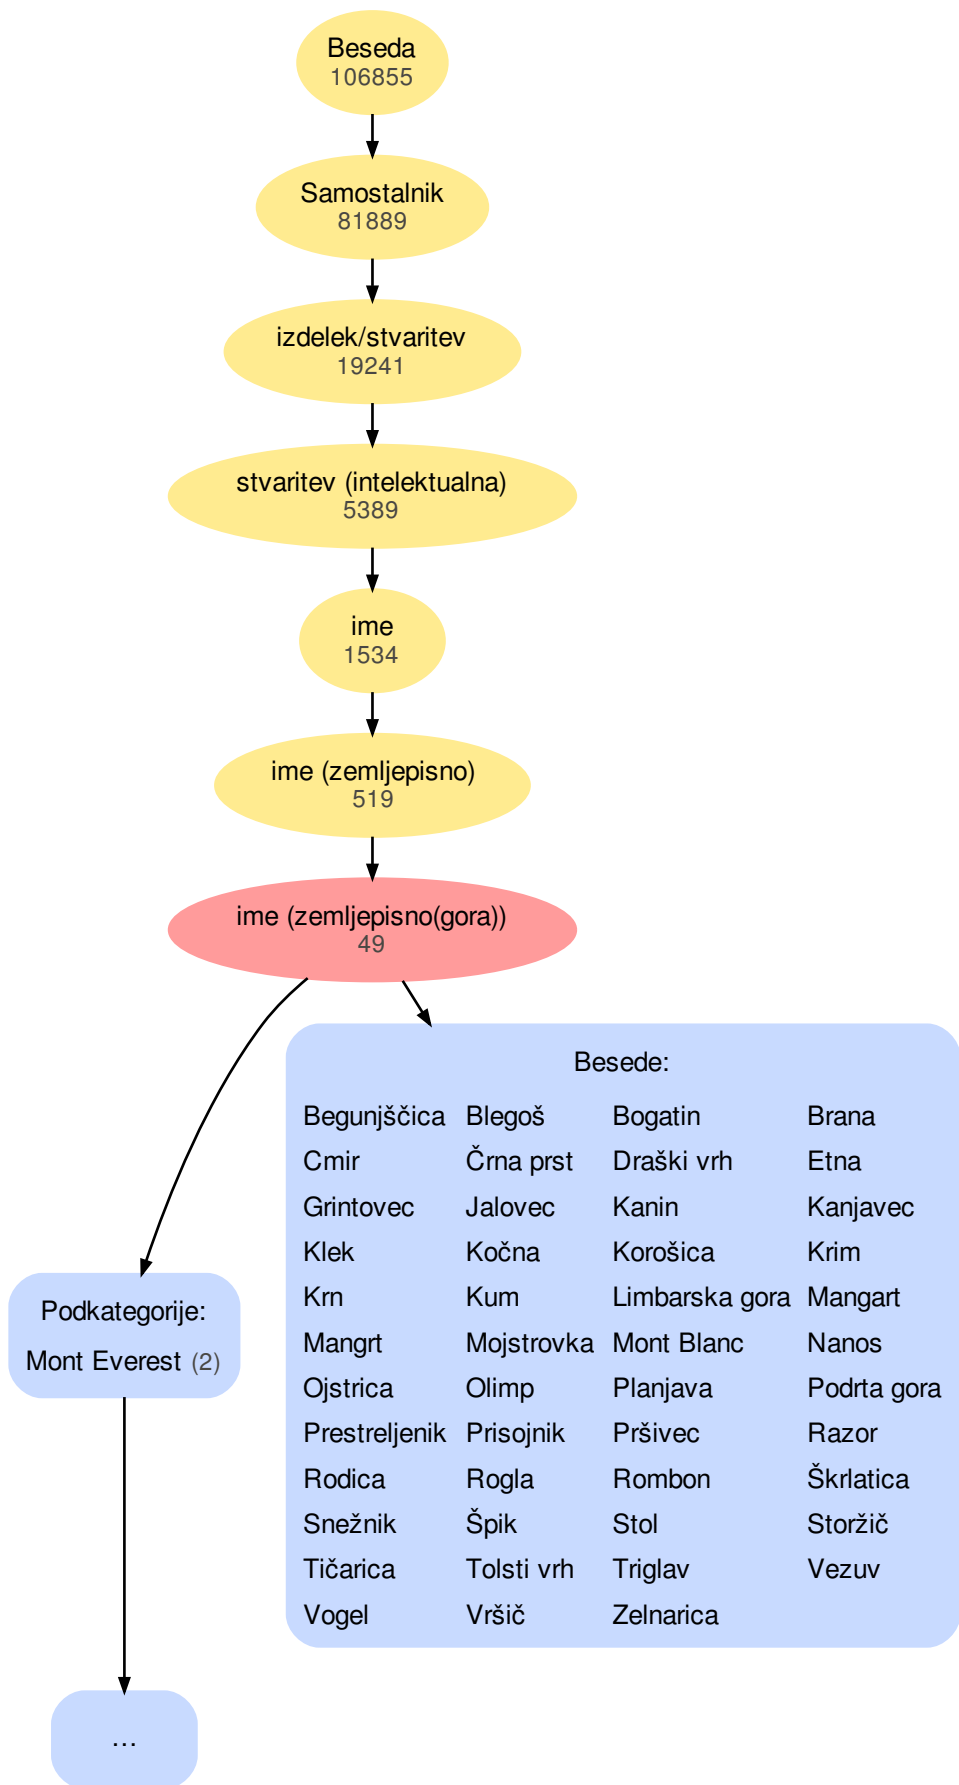 Beseda
106855
Samostalnik
81889
izdelek/stvaritev
19241
stvaritev (intelektualna)
5389
ime
1534
ime (zemljepisno)
519
ime (zemljepisno(gora))
49
Besede:
Begunjščica Blegoš Bogatin Brana
Cmir Črna prst Draški vrh Etna
Grintovec Jalovec Kanin Kanjavec
Klek Kočna Korošica Krim
Krn Kum Limbarska gora Mangart
Mangrt Mojstrovka Mont Blanc Nanos
Ojstrica Olimp Planjava Podrta gora
Prestreljenik Prisojnik Pršivec Razor
Rodica Rogla Rombon Škrlatica
Snežnik Špik Stol Storžič
Tičarica Tolsti vrh Triglav Vezuv
Vogel Vršič Zelnarica
Podkategorije:
Mont Everest (2)
...